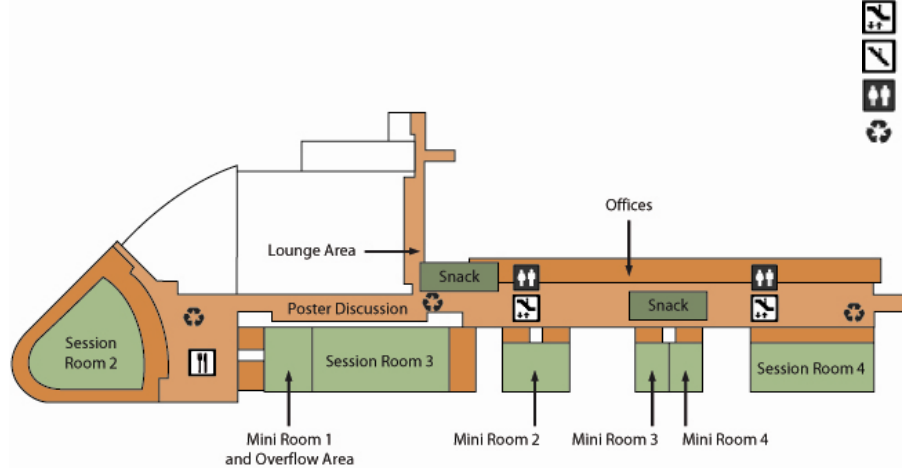 Offices
Lounge Area
Snack
Snack
Poster Discussion
Session
Room 2
Session Room 3
Session Room 4
Mini Room 1
and Overflow Area
Mini Room 2
Mini Room 3
Mini Room 4